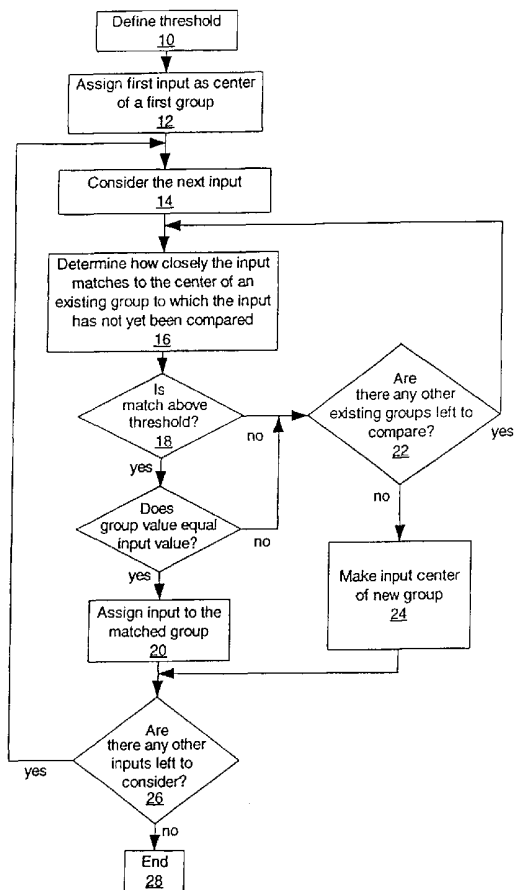 Define threshold
10
Assign first input as center
of a first group
12
Consider the next input
14
Determine how closely the input
matches to the center of an
existing group to which the input
has not yet been compared
16
Is
match above
threshold?
18
no
yes
Are
there any other
existing groups left to
compare?
22
yes
no
Does
group value equal
input value?
no
yes
Make input center
of new group
24
Assign input to the
matched group
20
Are
there any other
inputs left to
consider?
26
yes
no
End
28